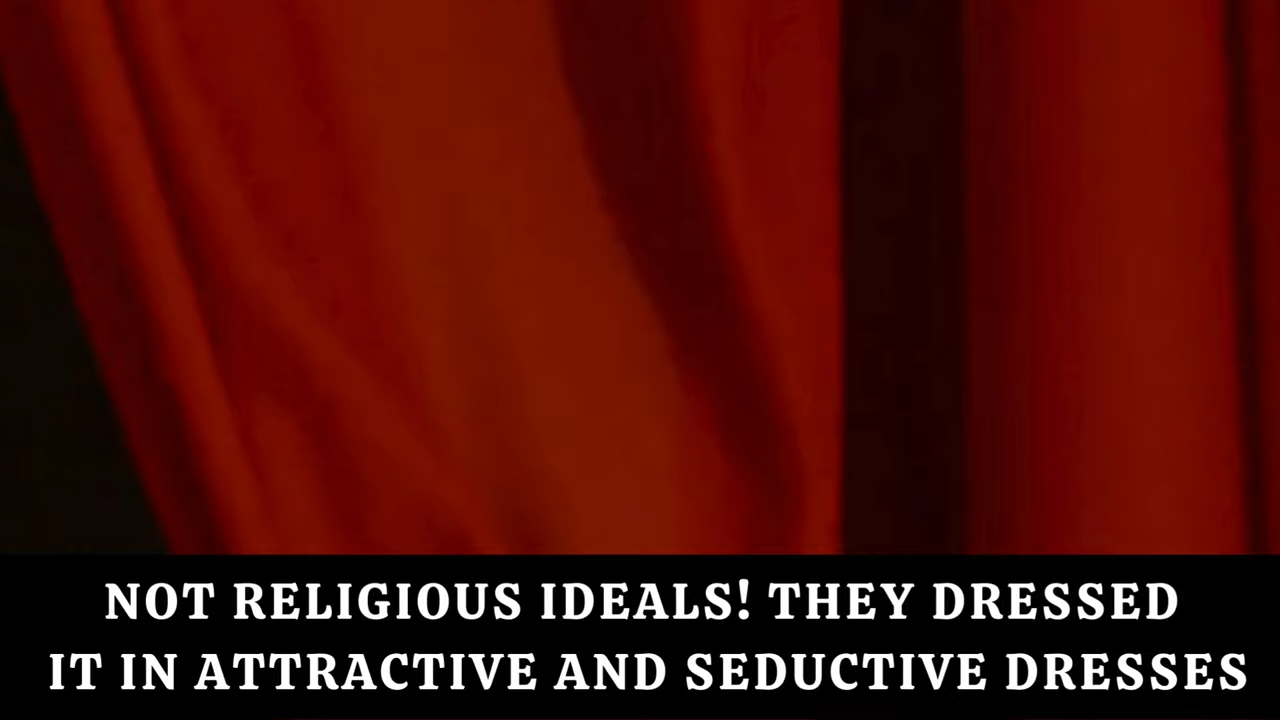 NOT RELIGIOUS IDEALS! THEY DRESSED
IT IN ATTRACTIVE AND SEDUCTIVE DRESSES